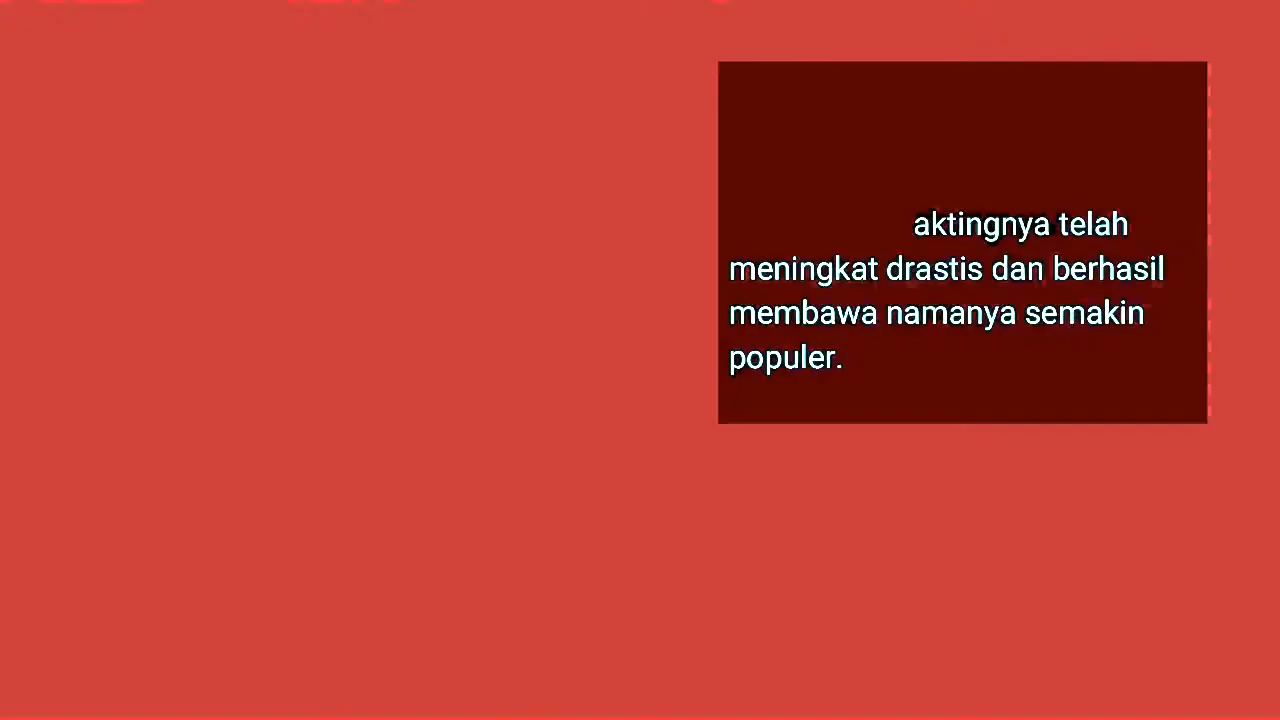 aktingnya telah
meningkat drastis dan berhasil
membawa namanya semakin
populer.